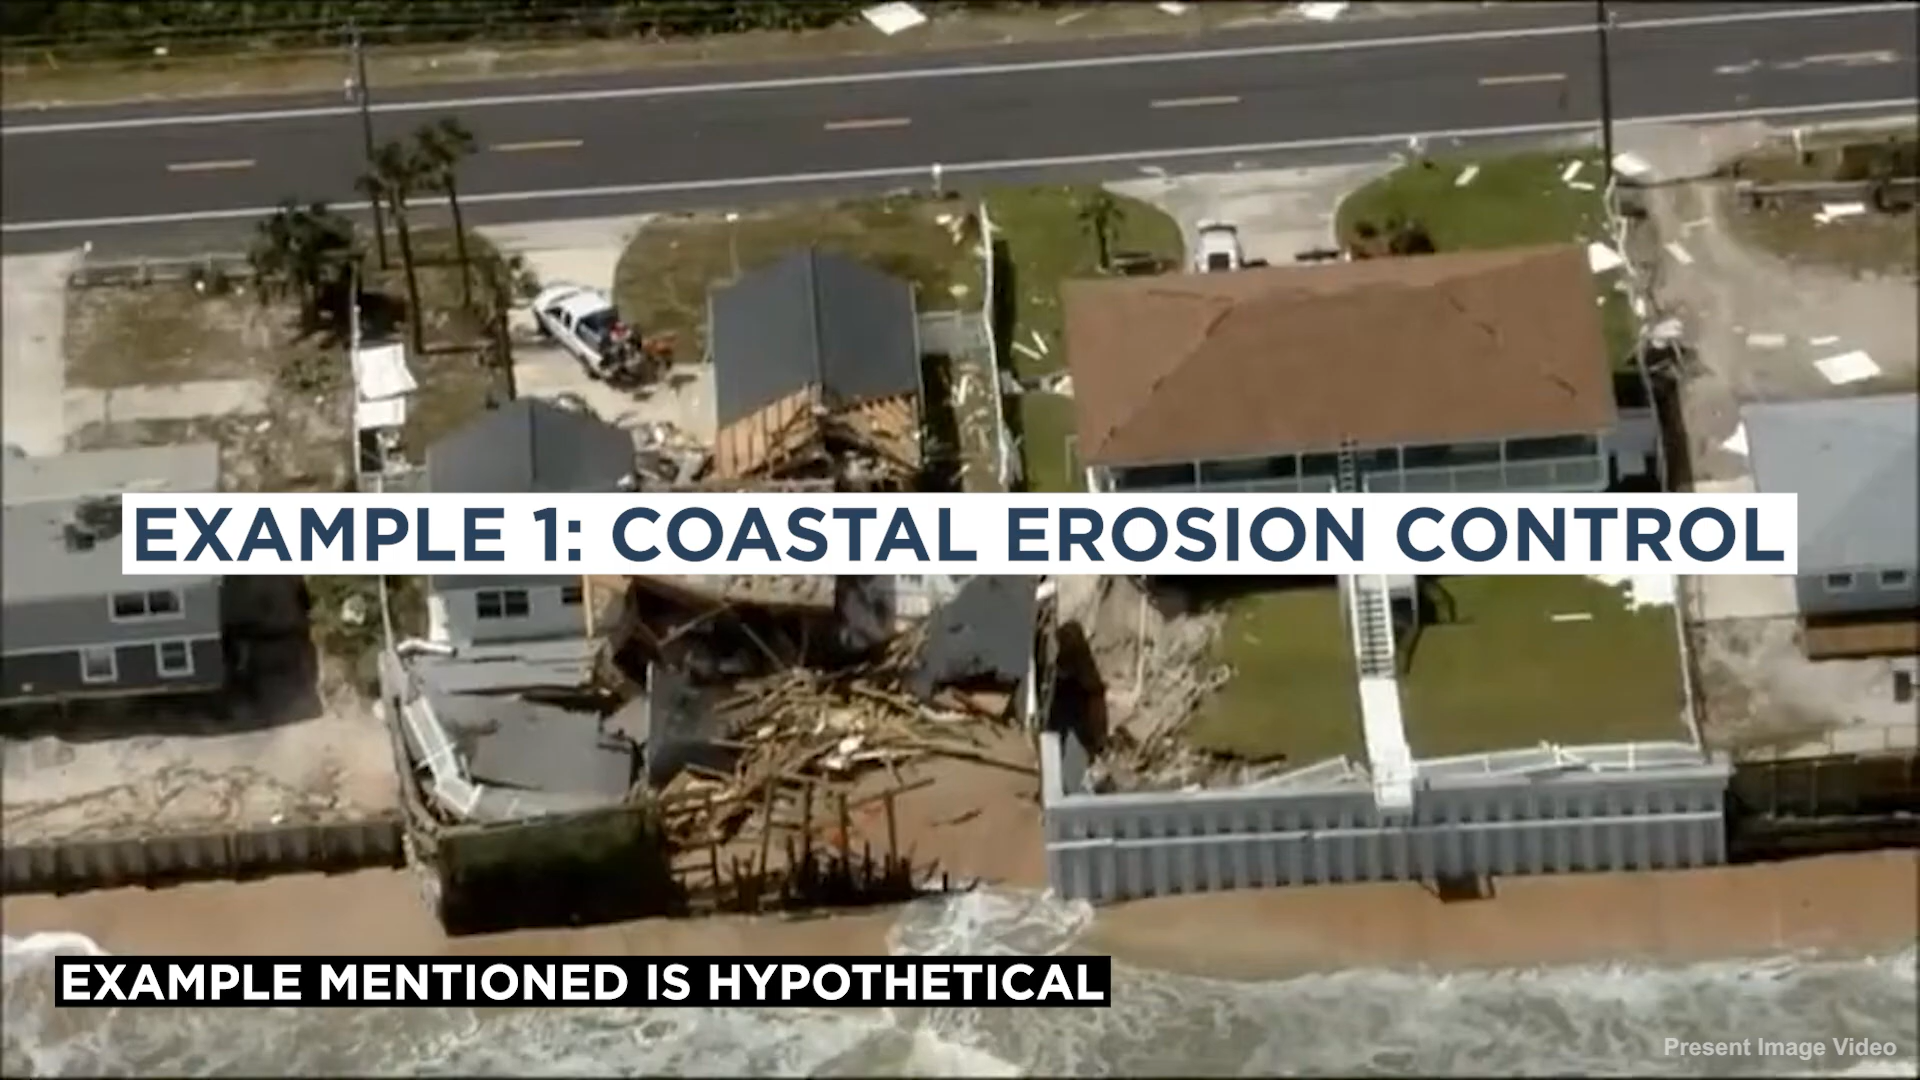 EXAMPLE 1: COASTAL EROSION CONTROL
EXAMPLE MENTIONED IS HYPOTHETICAL
Present Image Video